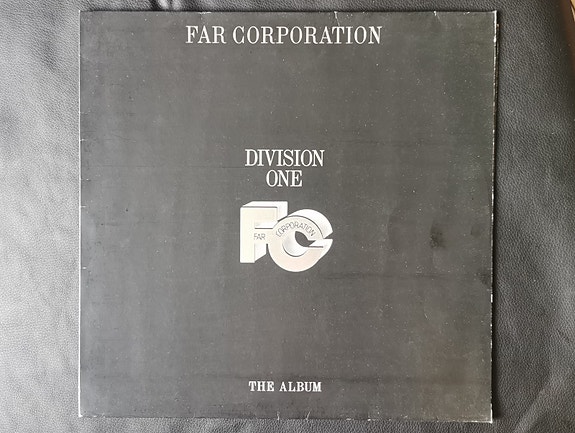 FAR CORPORATION
DIVISION
ONE
FC
FAR
CORPORATION
THE ALBUM